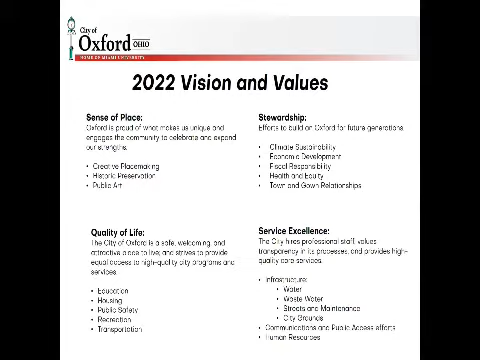 City of
Oxford OHIO
HOME OF MIAMI UNIVERSITY
2022 Vision and Values
Sense of Place:
Oxford is proud of what makes us unique and
engages the community to celebrate and expand
our strengths.
• Creative Placemaking
• Historic Preservation
• Public Art
Stewardship:
Efforts to build an Oxford for future generations
• Climate Sustainability
• Economic Development
• Fiscal Responsibility
• Health and Equity
• Town and Gown Relationships
Quality of Life:
The City of Oxford is a safe, welcoming, and
attractive place to live; and strives to provide
equal access to high-quality city programs and
services.
• Education
• Housing
• Public Safety
• Recreation
• Transportation
Service Excellence:
The City hires professional staff, values
transparency in its processes, and provides high-
quality core services.
• Infrastructure:
• Water
• Waste Water
• Streets and Maintenance
• City Grounds
• Communications and Public Access efforts
• Human Resources